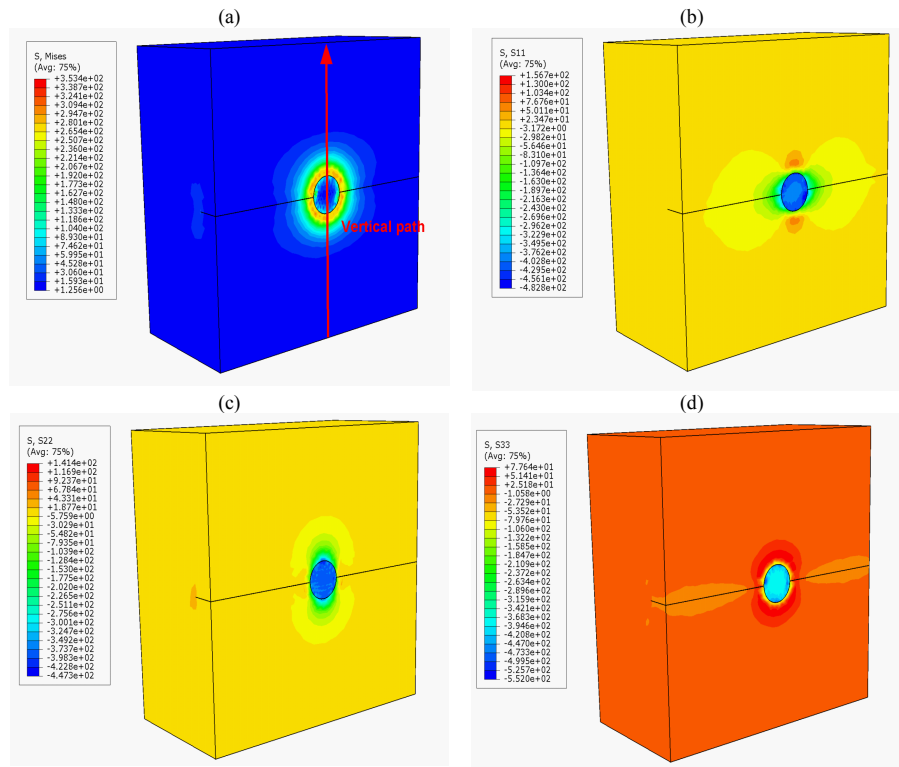 (a)
S, Mises
(Avg: 75%)
+3.534e+02
+3.387e+02
+3.241e+02
+3.094e+02
+2.947e+02
+2.801e+02
+2.654e+02
+2.507e+02
+2.360e+02
+2.214e+02
+2.067e+02
+1.920e+02
+1.773e+02
+1.627e+02
+1.480e+02
+1.333e+02
+1.186e+02
+1.040e+02
+8.930e+01
+7.462e+01
+5.995e+01
+4.528e+01
+3.060e+01
+1.593e+01
+1.256e+00
Vertical path
(b)
S, S11
(Avg: 75%)
+1.567e+02
+1.300e+02
+1.034e+02
+7.676e+01
+5.011e+01
+2.347e+01
-3.172e+00
-2.982e+01
-5.646e+01
-8.310e+01
-1.097e+02
-1.364e+02
-1.630e+02
-1.897e+02
-2.163e+02
-2.430e+02
-2.696e+02
-2.962e+02
-3.229e+02
-3.495e+02
-3.762e+02
-4.028e+02
-4.295e+02
-4.561e+02
-4.828e+02
(c)
S, S22
(Avg: 75%)
+1.414e+02
+1.169e+02
+9.237e+01
+6.784e+01
+4.331e+01
+1.877e+01
-5.759e+00
-3.029e+01
-5.482e+01
-7.935e+01
-1.039e+02
-1.284e+02
-1.530e+02
-1.775e+02
-2.020e+02
-2.265e+02
-2.511e+02
-2.756e+02
-3.001e+02
-3.247e+02
-3.492e+02
-3.737e+02
-3.983e+02
-4.228e+02
-4.473e+02
(d)
S, S33
(Avg: 75%)
+7.764e+01
+5.141e+01
+2.518e+01
-1.058e+00
-2.729e+01
-5.352e+01
-7.976e+01
-1.060e+02
-1.322e+02
-1.585e+02
-1.847e+02
-2.109e+02
-2.372e+02
-2.634e+02
-2.896e+02
-3.159e+02
-3.421e+02
-3.683e+02
-3.946e+02
-4.208e+02
-4.470e+02
-4.733e+02
-4.995e+02
-5.257e+02
-5.520e+02